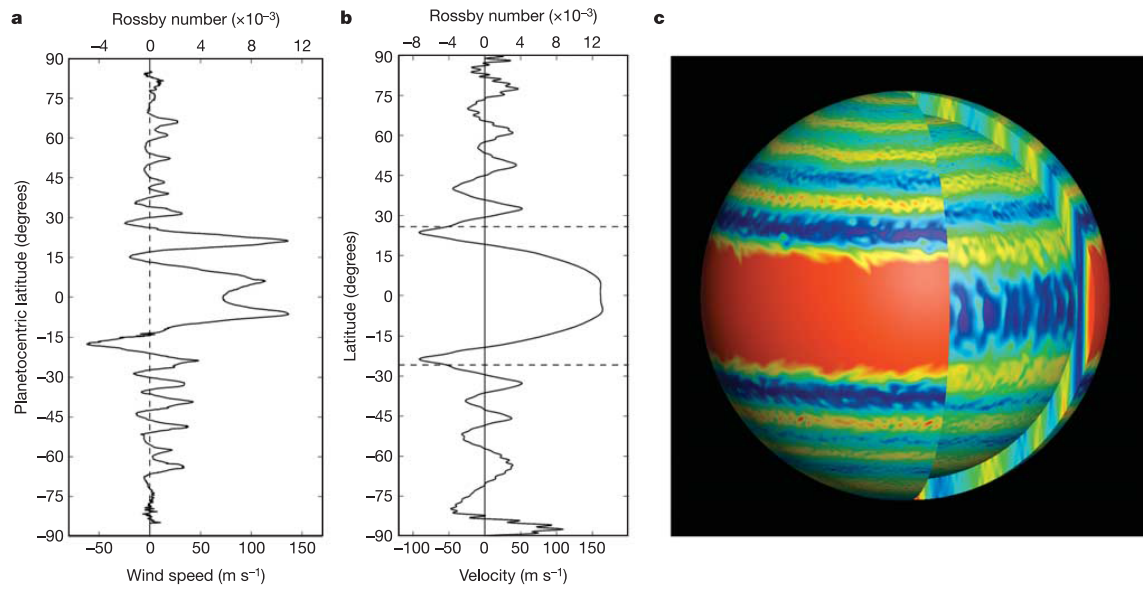 a
Rossby number (×10⁻³)
−4 0 4 8 12
90
75
60
45
30
15
0
−15
−30
−45
−60
−75
−90
Planetocentric latitude (degrees)
−50 0 50 100 150
Wind speed (m s⁻¹)
b
Rossby number (×10⁻³)
−8 −4 0 4 8 12
90
75
60
45
30
15
0
−15
−30
−45
−60
−75
−90
Latitude (degrees)
−100 −50 0 50 100 150
Velocity (m s⁻¹)
c